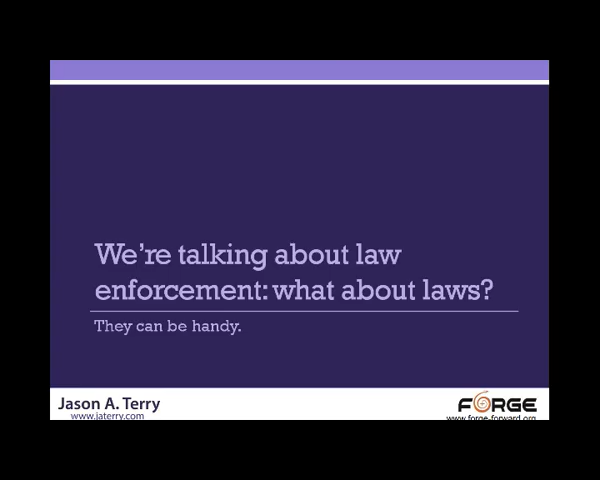 We're talking about law
enforcement: what about laws?
They can be handy.
Jason A. Terry
www.jaterry.com
FORGE
www.forge-forward.org